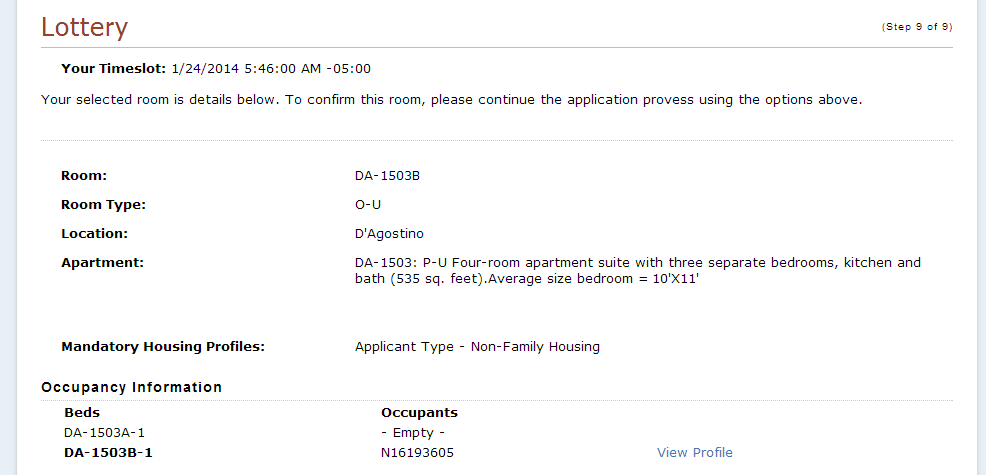 Lottery (Step 9 of 9)
Your Timeslot: 1/24/2014 5:46:00 AM -05:00
Your selected room is details below. To confirm this room, please continue the application provess using the options above.
Room: DA-1503B
Room Type: O-U
Location: D'Agostino
Apartment: DA-1503: P-U Four-room apartment suite with three separate bedrooms, kitchen and
bath (535 sq. feet).Average size bedroom = 10'X11'
Mandatory Housing Profiles: Applicant Type - Non-Family Housing
Occupancy Information
Beds Occupants
DA-1503A-1 - Empty -
DA-1503B-1 N16193605 View Profile